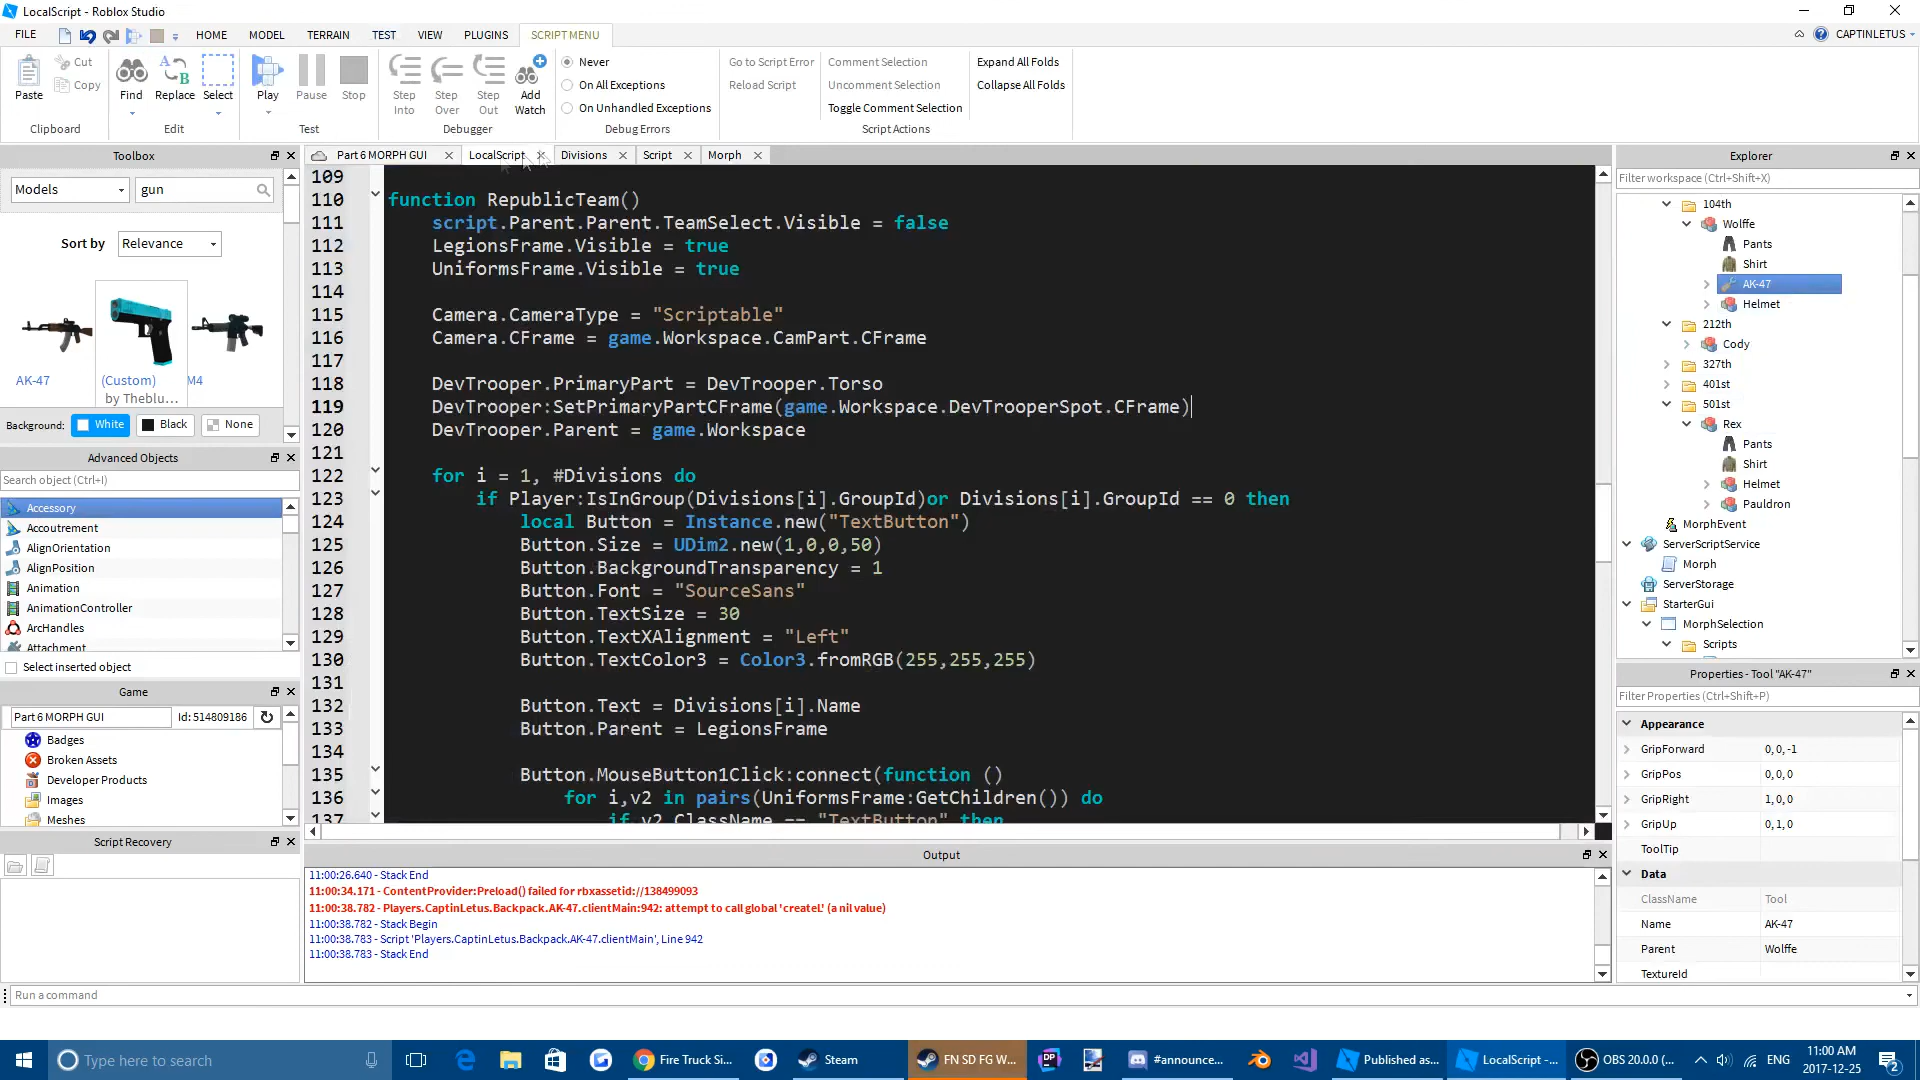 LocalScript - Roblox Studio
FILE HOME MODEL TERRAIN TEST VIEW PLUGINS SCRIPT MENU CAPTINLETUS
Paste Cut Copy Find Replace Select Play Pause Stop Step Into Step Over Step Out Add Watch
Never
On All Exceptions
On Unhandled Exceptions
Go to Script Error
Reload Script
Comment Selection
Uncomment Selection
Toggle Comment Selection
Expand All Folds
Collapse All Folds
Clipboard Edit Test Debugger Debug Errors Script Actions
Toolbox
Models gun
Sort by Relevance
AK-47 (Custom) M4
by Theblu...
Background: White Black None
Advanced Objects
Search object (Ctrl+I)
Accessory
Accoutrement
AlignOrientation
AlignPosition
Animation
AnimationController
ArcHandles
Attachment
Select inserted object
Game
Part 6 MORPH GUI Id: 514809186
Badges
Broken Assets
Developer Products
Images
Meshes
Script Recovery
Part 6 MORPH GUI LocalScript Divisions Script Morph
109
110 function RepublicTeam()
111 script.Parent.Parent.TeamSelect.Visible = false
112 LegionsFrame.Visible = true
113 UniformsFrame.Visible = true
114
115 Camera.CameraType = "Scriptable"
116 Camera.CFrame = game.Workspace.CamPart.CFrame
117
118 DevTrooper.PrimaryPart = DevTrooper.Torso
119 DevTrooper:SetPrimaryPartCFrame(game.Workspace.DevTrooperSpot.CFrame)
120 DevTrooper.Parent = game.Workspace
121
122 for i = 1, #Divisions do
123 if Player:IsInGroup(Divisions[i].GroupId)or Divisions[i].GroupId == 0 then
124 local Button = Instance.new("TextButton")
125 Button.Size = UDim2.new(1,0,0,50)
126 Button.BackgroundTransparency = 1
127 Button.Font = "SourceSans"
128 Button.TextSize = 30
129 Button.TextXAlignment = "Left"
130 Button.TextColor3 = Color3.fromRGB(255,255,255)
131
132 Button.Text = Divisions[i].Name
133 Button.Parent = LegionsFrame
134
135 Button.MouseButton1Click:connect(function ()
136 for i,v2 in pairs(UniformsFrame:GetChildren()) do
137 if v2.ClassName == "TextButton" then
Output
11:00:26.640 - Stack End
11:00:34.171 - ContentProvider:Preload() failed for rbxassetid://138499093
11:00:38.782 - Players.CaptinLetus.Backpack.AK-47.clientMain:942: attempt to call global 'createL' (a nil value)
11:00:38.782 - Stack Begin
11:00:38.783 - Script 'Players.CaptinLetus.Backpack.AK-47.clientMain', Line 942
11:00:38.783 - Stack End
Explorer
Filter workspace (Ctrl+Shift+X)
104th
Wolffe
Pants
Shirt
AK-47
Helmet
212th
Cody
327th
401st
501st
Rex
Pants
Shirt
Helmet
Pauldron
MorphEvent
ServerScriptService
Morph
ServerStorage
StarterGui
MorphSelection
Scripts
Properties - Tool "AK-47"
Filter Properties (Ctrl+Shift+P)
Appearance
GripForward 0, 0, -1
GripPos 0, 0, 0
GripRight 1, 0, 0
GripUp 0, 1, 0
ToolTip
Data
ClassName Tool
Name AK-47
Parent Wolffe
TextureId
Run a command
Type here to search
Fire Truck Si...
Steam
FN SD FG W...
#announce...
Published as...
LocalScript -...
OBS 20.0.0 (...
ENG
11:00 AM
2017-12-25
2